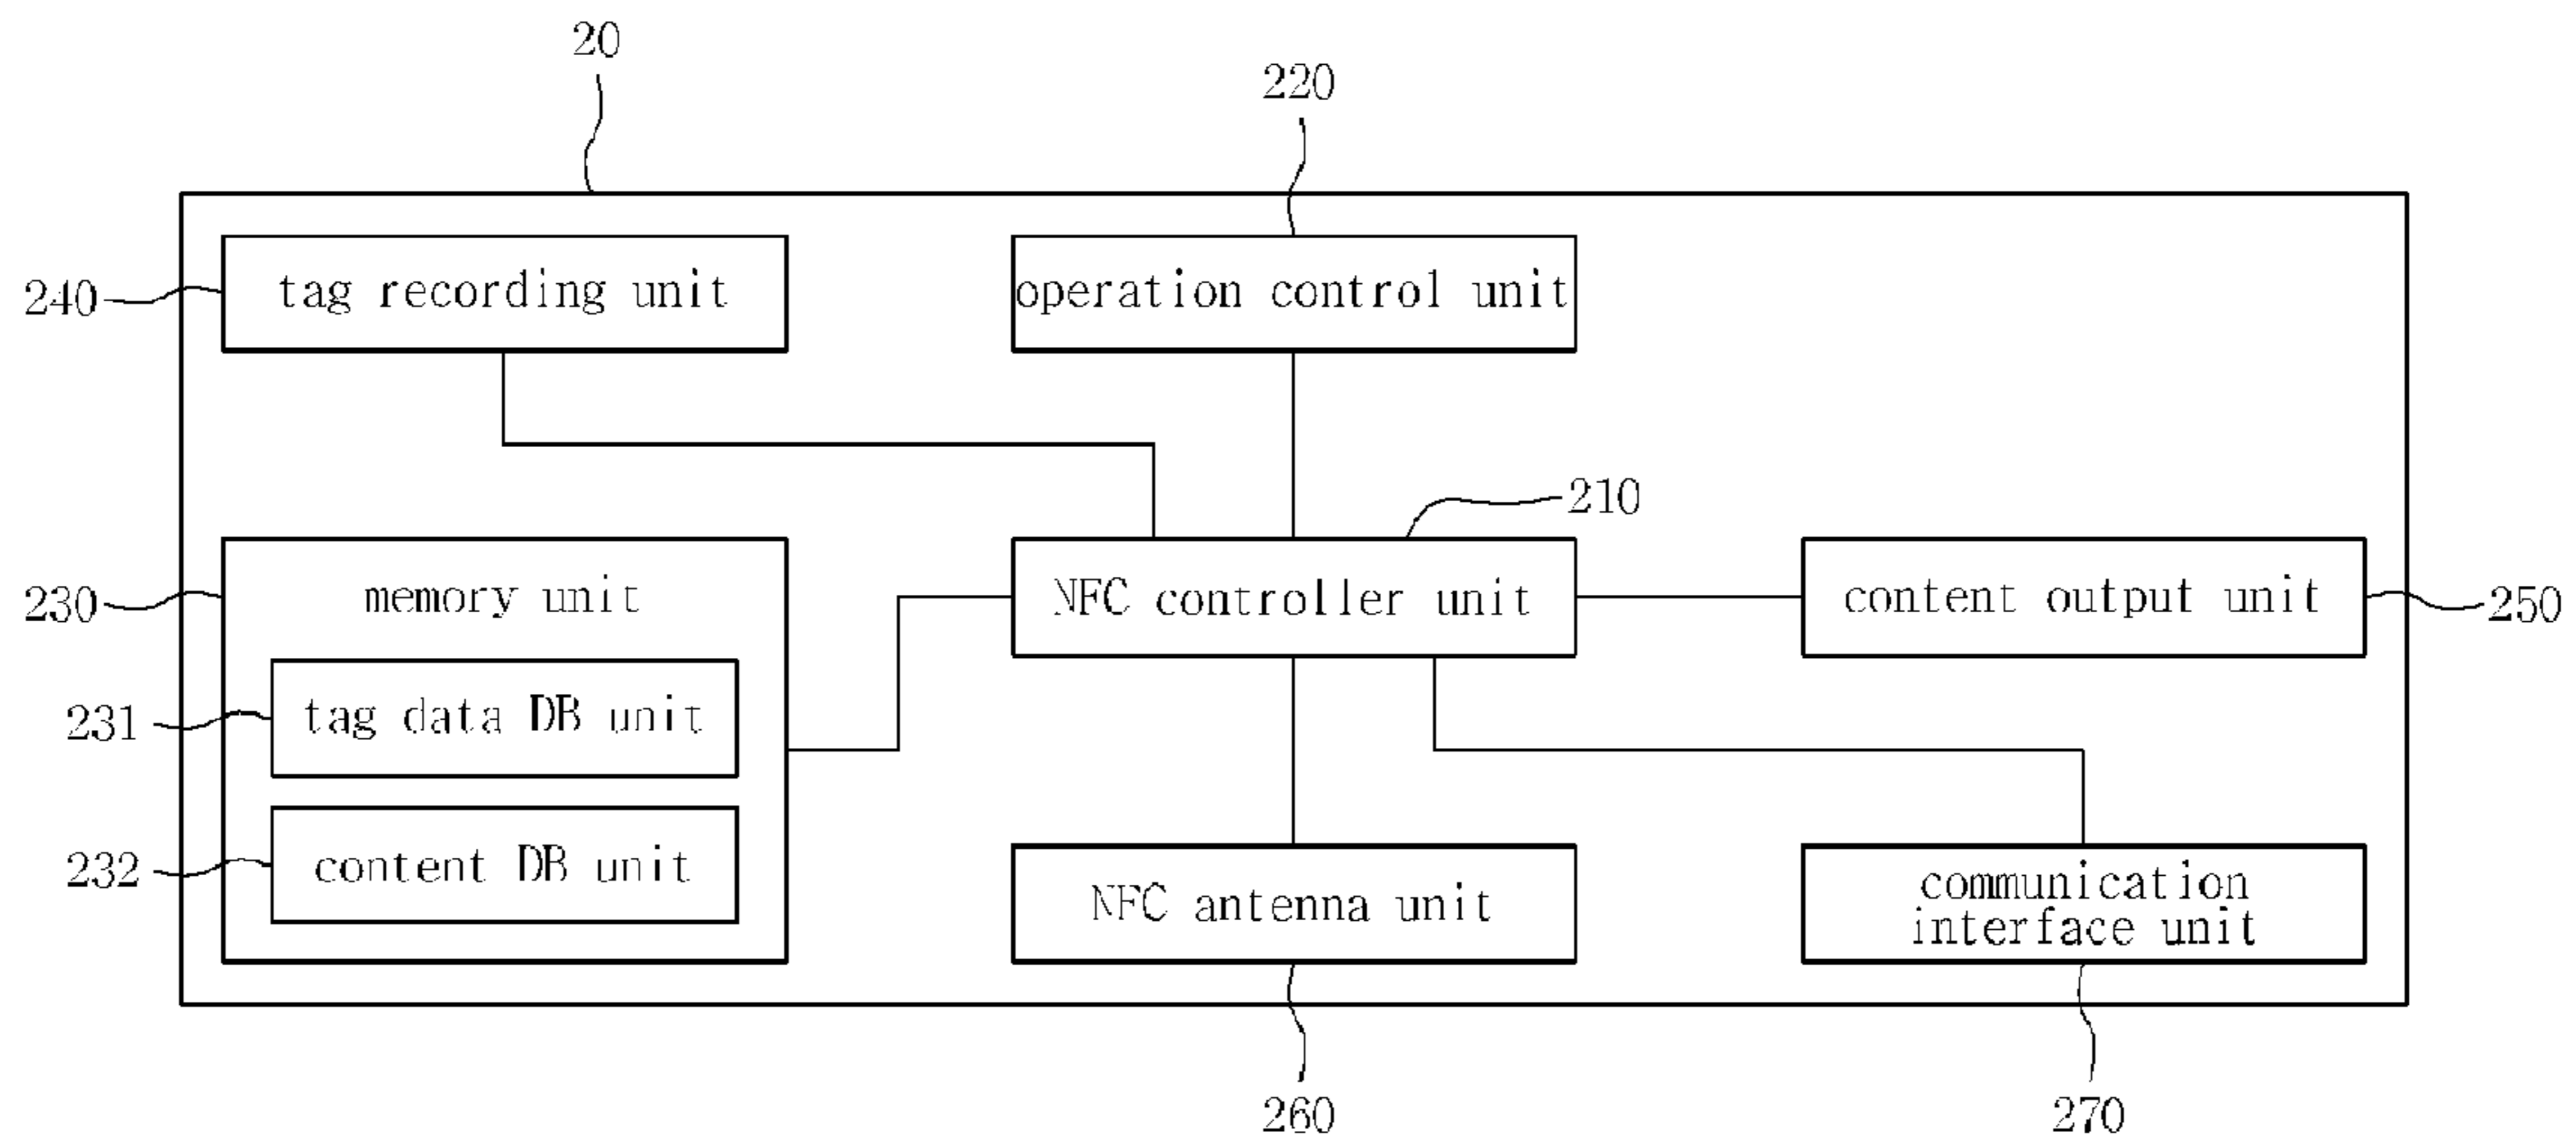 20
220
240
tag recording unit
operation control unit
210
230
memory unit
NFC controller unit
content output unit
250
231
tag data DB unit
232
content DB unit
NFC antenna unit
communication
interface unit
260
270